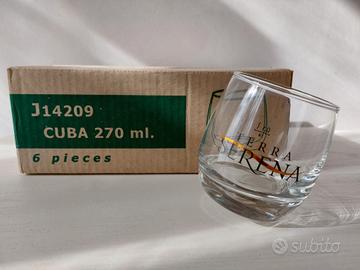 J14209
CUBA 270 ml.
6 pieces
TERRA
SERENA
subito